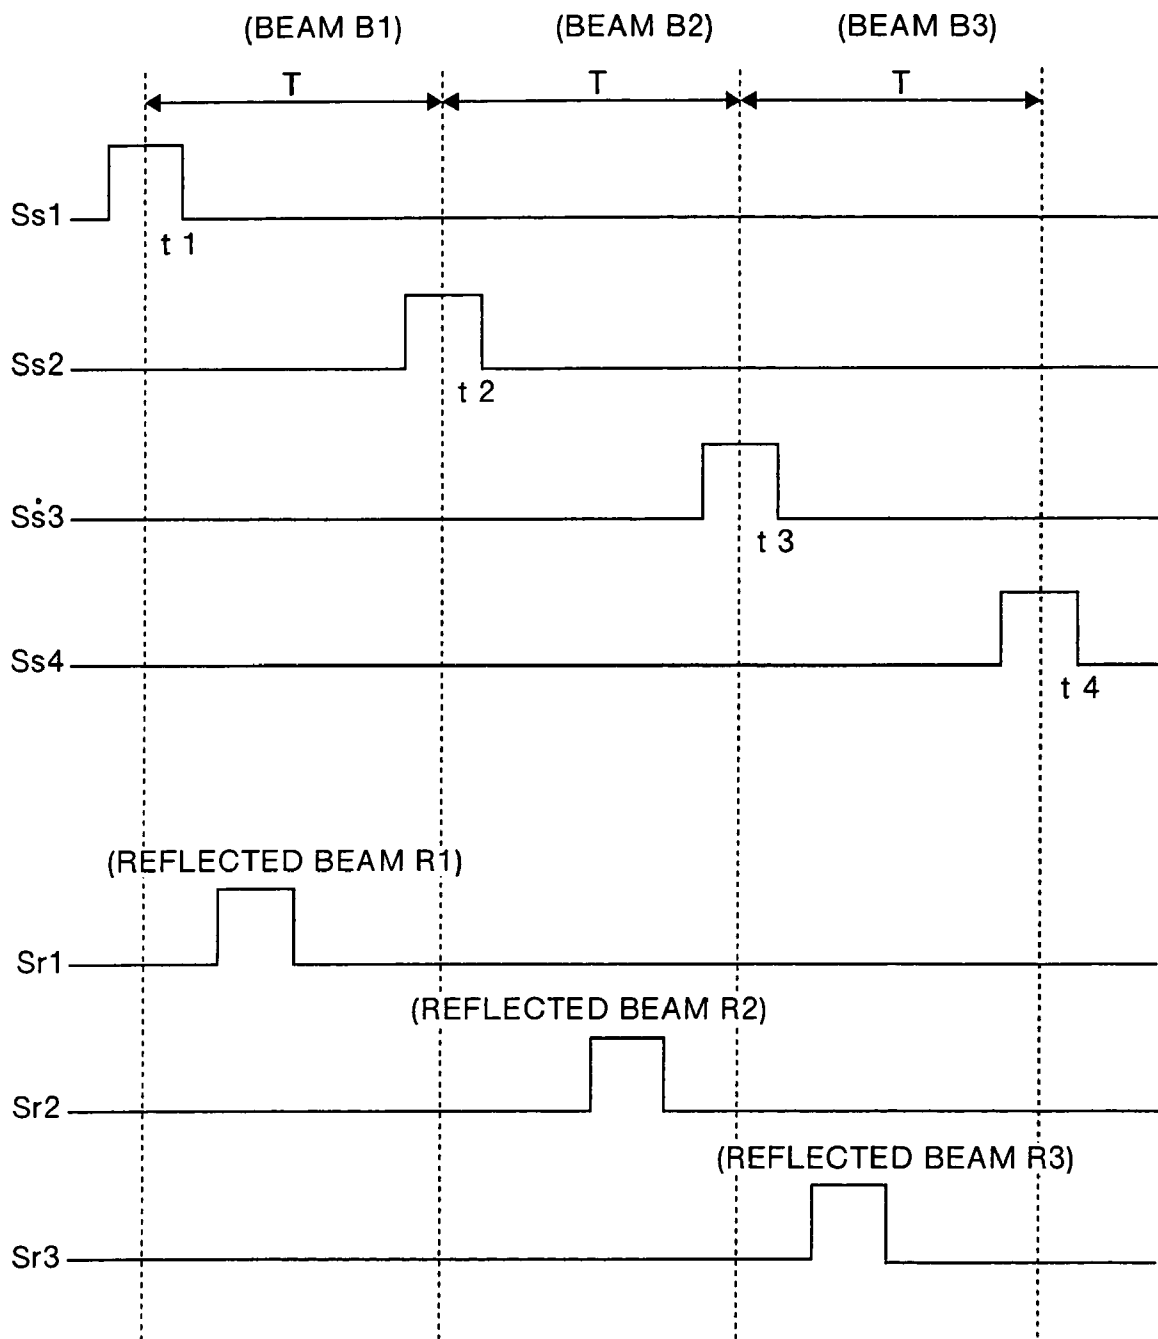 (BEAM B1) (BEAM B2) (BEAM B3)
T T T
Ss1
t 1
Ss2
t 2
Ss3
t 3
Ss4
t 4
(REFLECTED BEAM R1)
Sr1
(REFLECTED BEAM R2)
Sr2
(REFLECTED BEAM R3)
Sr3